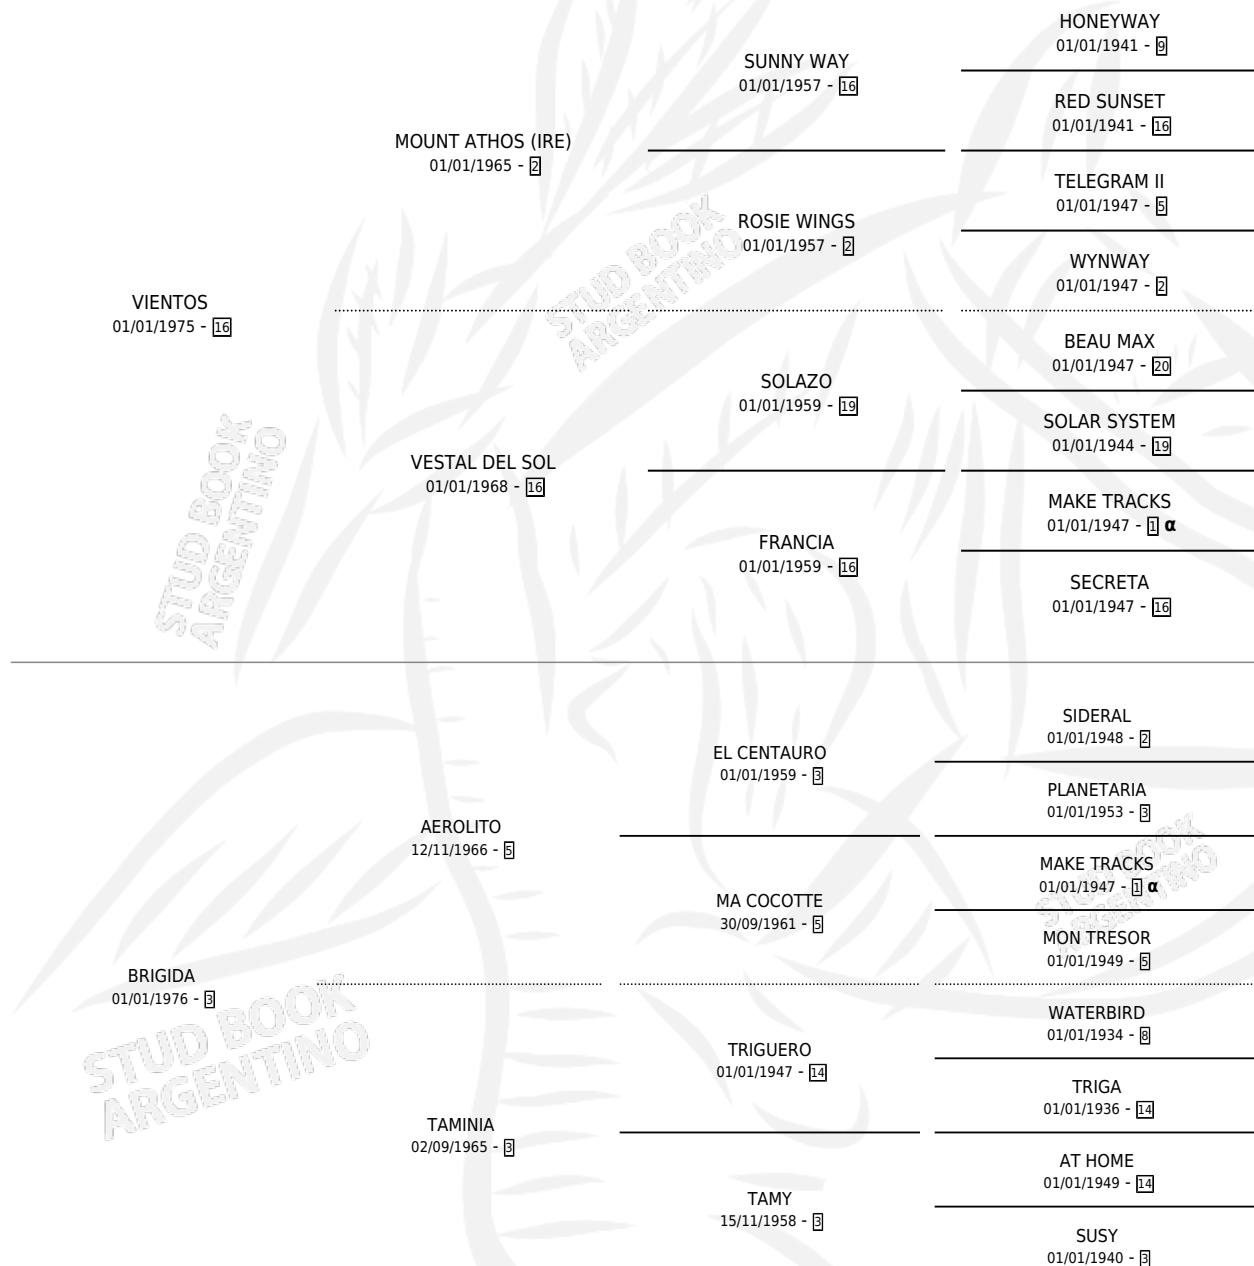 HONEYWAY
01/01/1941 - 9
SUNNY WAY
01/01/1957 - 16
RED SUNSET
01/01/1941 - 16
MOUNT ATHOS (IRE)
01/01/1965 - 2
TELEGRAM II
01/01/1947 - 5
ROSIE WINGS
01/01/1957 - 2
WYNWAY
01/01/1947 - 2
VIENTOS
01/01/1975 - 16
BEAU MAX
01/01/1947 - 20
SOLAZO
01/01/1959 - 19
SOLAR SYSTEM
01/01/1944 - 19
VESTAL DEL SOL
01/01/1968 - 16
MAKE TRACKS
01/01/1947 - 1 α
FRANCIA
01/01/1959 - 16
SECRETA
01/01/1947 - 16
SIDERAL
01/01/1948 - 2
EL CENTAURO
01/01/1959 - 3
PLANETARIA
01/01/1953 - 3
AEROLITO
12/11/1966 - 5
MAKE TRACKS
01/01/1947 - 1 α
MA COCOTTE
30/09/1961 - 5
MON TRESOR
01/01/1949 - 5
BRIGIDA
01/01/1976 - 3
WATERBIRD
01/01/1934 - 8
TRIGUERO
01/01/1947 - 14
TRIGA
01/01/1936 - 14
TAMINIA
02/09/1965 - 3
AT HOME
01/01/1949 - 14
TAMY
15/11/1958 - 3
SUSY
01/01/1940 - 3
STUD BOOK
ARGENTINO
STUD BOOK
ARGENTINO
STUD BOOK
ARGENTINO
STUD BOOK
ARGENTINO